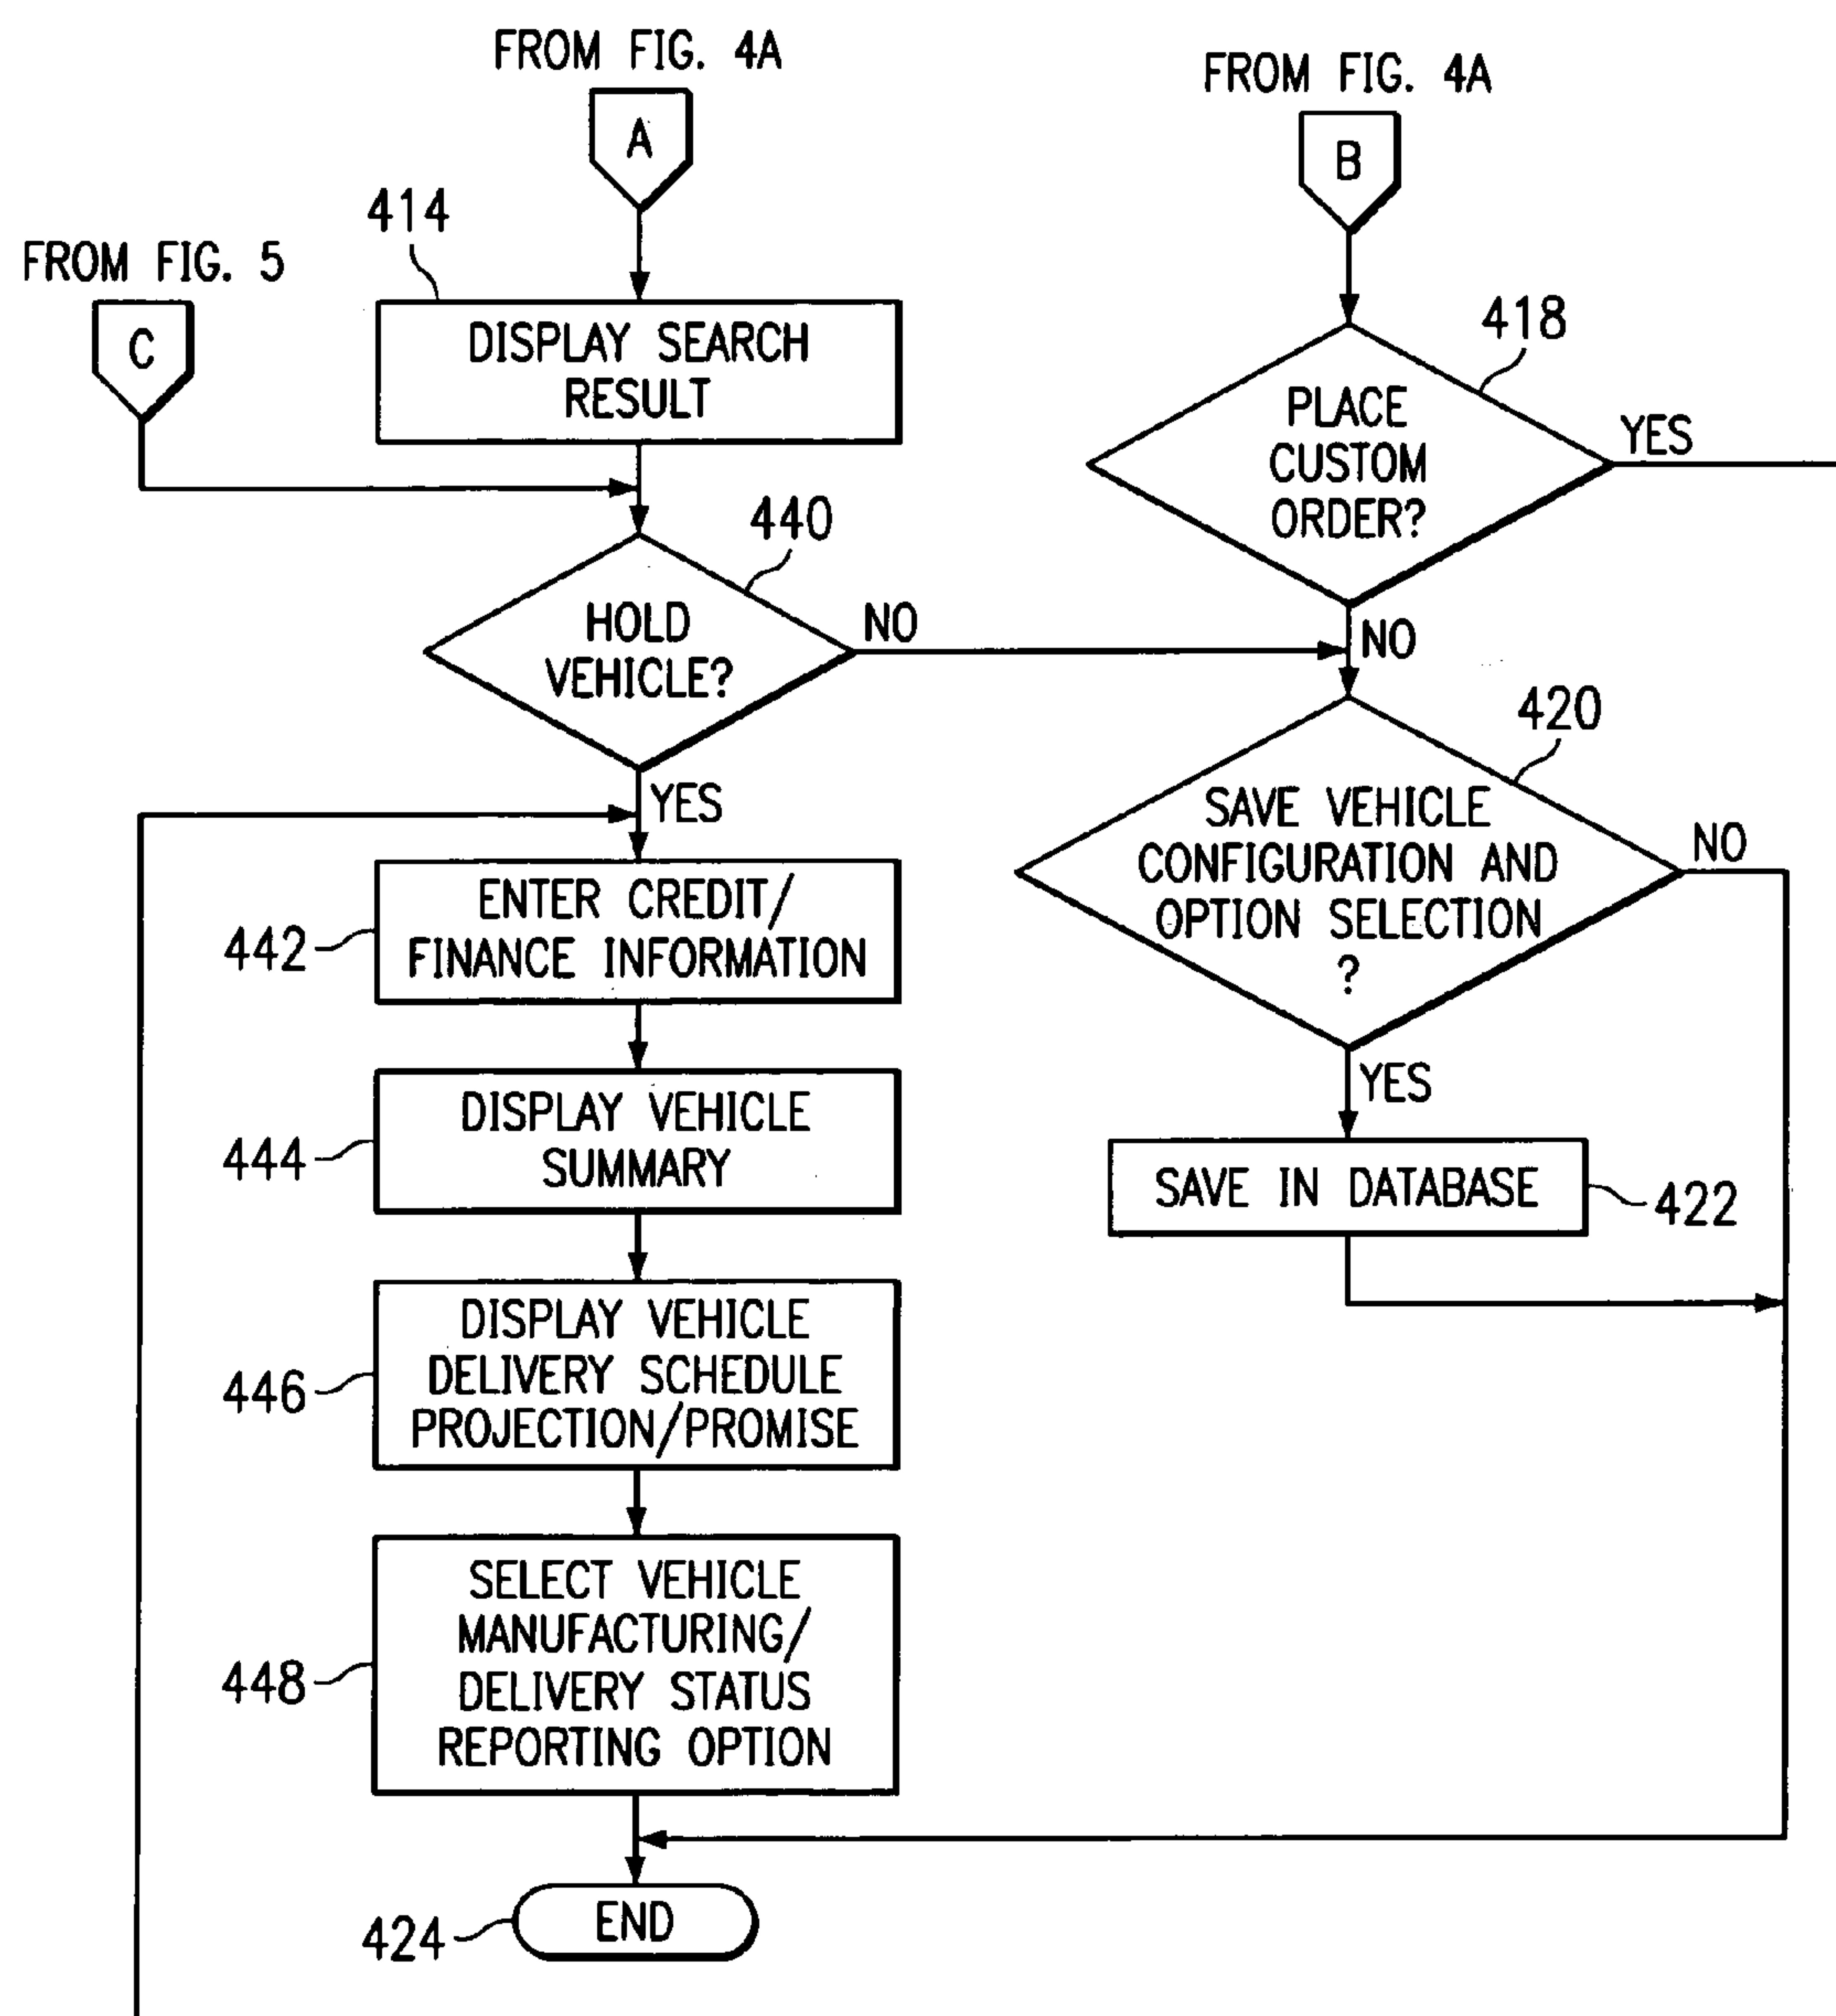 FROM FIG. 4A
A
FROM FIG. 4A
B
414
FROM FIG. 5
C
DISPLAY SEARCH
RESULT
418
PLACE
CUSTOM
ORDER?
YES
440
HOLD
VEHICLE?
NO
NO
YES
420
SAVE VEHICLE
CONFIGURATION AND
OPTION SELECTION
?
NO
YES
442
ENTER CREDIT/
FINANCE INFORMATION
444
DISPLAY VEHICLE
SUMMARY
SAVE IN DATABASE
422
446
DISPLAY VEHICLE
DELIVERY SCHEDULE
PROJECTION/PROMISE
448
SELECT VEHICLE
MANUFACTURING/
DELIVERY STATUS
REPORTING OPTION
424
END